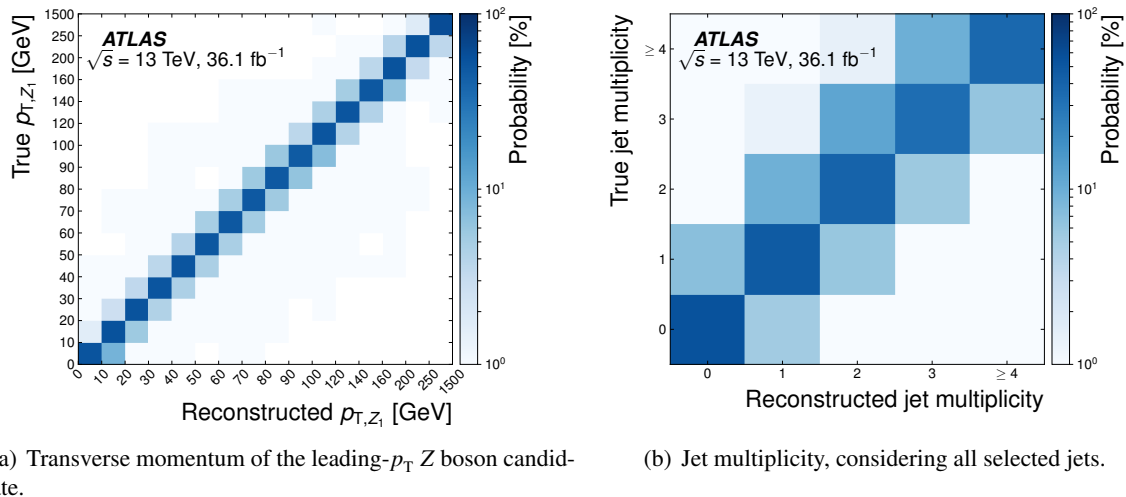 ATLAS
√s = 13 TeV, 36.1 fb⁻¹
True p_T,Z₁ [GeV]
1500
250
200
160
140
120
100
90
80
70
60
50
40
30
20
10
0
0 10 20 30 40 50 60 70 80 90 100 120 140 160 200 250 1500
Reconstructed p_T,Z₁ [GeV]
10²
10¹
10⁰
Probability [%]
a) Transverse momentum of the leading-p_T Z boson candid-
ate.
ATLAS
√s = 13 TeV, 36.1 fb⁻¹
True jet multiplicity
≥ 4
3
2
1
0
0 1 2 3 ≥ 4
Reconstructed jet multiplicity
10²
10¹
10⁰
Probability [%]
(b) Jet multiplicity, considering all selected jets.